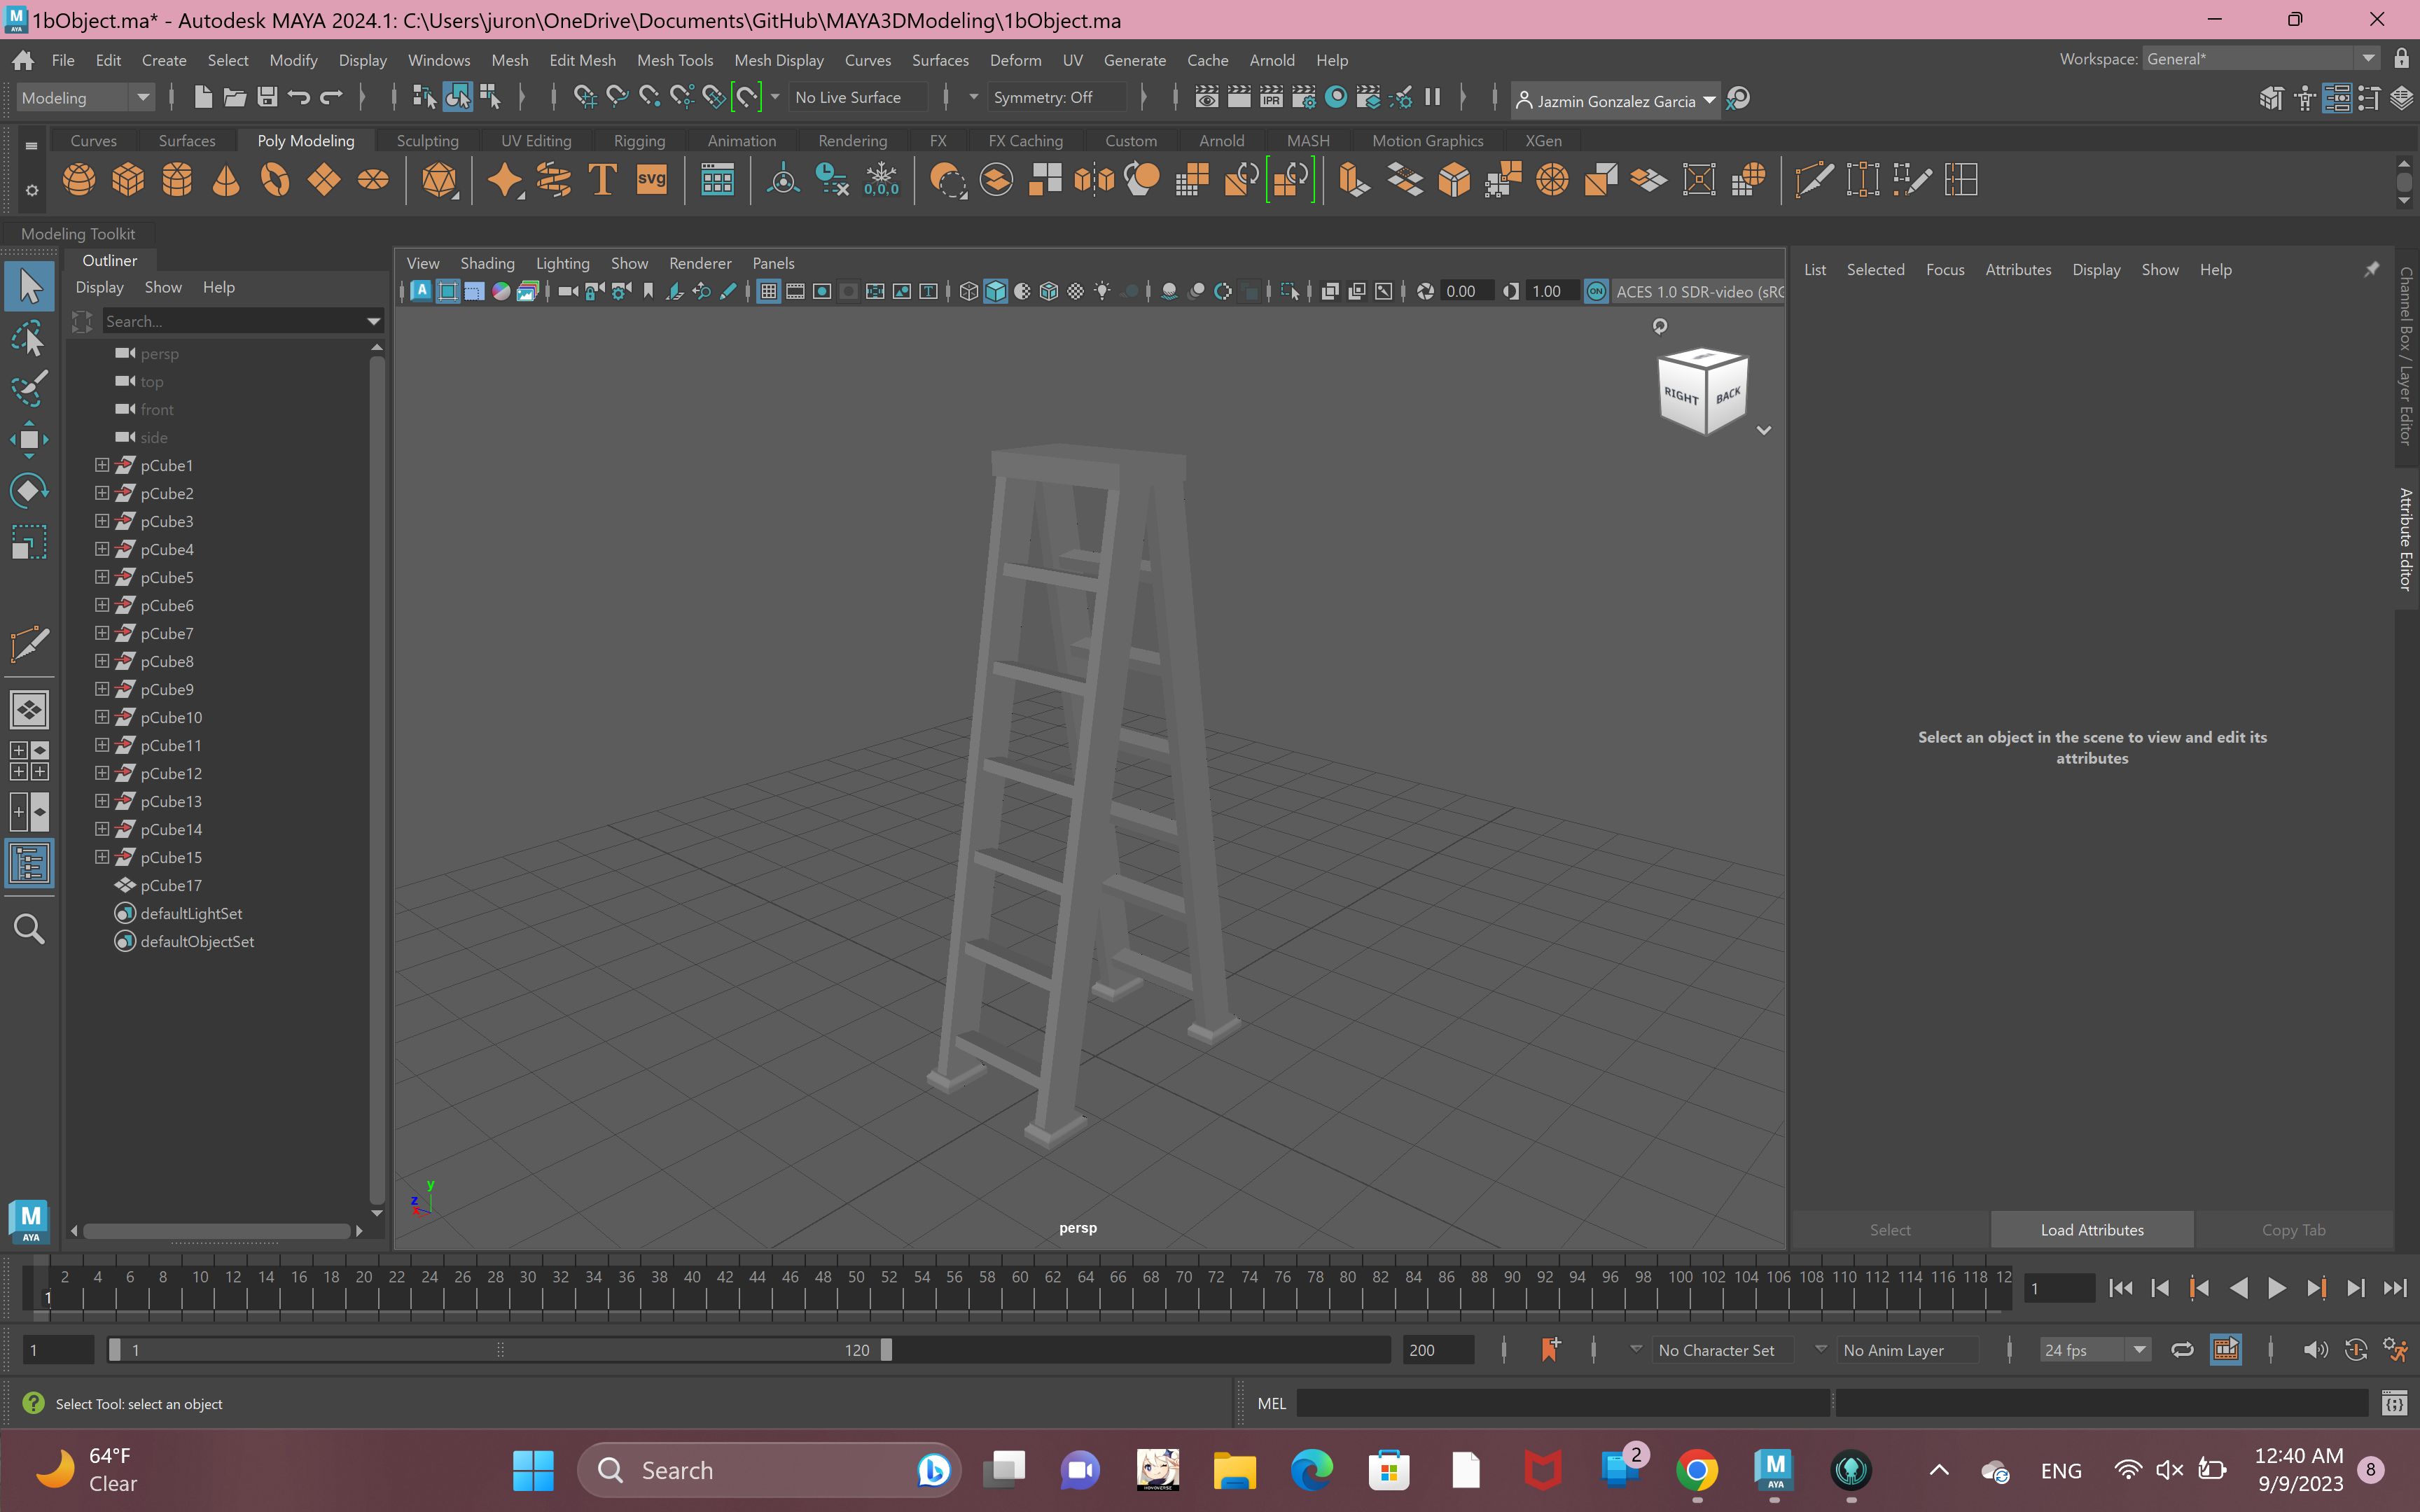 1bObject.ma* - Autodesk MAYA 2024.1: C:\Users\juron\OneDrive\Documents\GitHub\MAYA3DModeling\1bObject.ma
File Edit Create Select Modify Display Windows Mesh Edit Mesh Mesh Tools Mesh Display Curves Surfaces Deform UV Generate Cache Arnold Help
Workspace: General*
Modeling
No Live Surface
Symmetry: Off
IPR
Jazmin Gonzalez Garcia
Curves Surfaces Poly Modeling Sculpting UV Editing Rigging Animation Rendering FX FX Caching Custom Arnold MASH Motion Graphics XGen
T svg 0,0,0
Modeling Toolkit
Outliner
Display Show Help
Search...
persp
top
front
side
pCube1
pCube2
pCube3
pCube4
pCube5
pCube6
pCube7
pCube8
pCube9
pCube10
pCube11
pCube12
pCube13
pCube14
pCube15
pCube17
defaultLightSet
defaultObjectSet
M
AYA
View Shading Lighting Show Renderer Panels
0.00 1.00 ON ACES 1.0 SDR-video (sRG
RIGHT BACK
y
z
x
persp
List Selected Focus Attributes Display Show Help
Select an object in the scene to view and edit its
attributes
Select Load Attributes Copy Tab
Channel Box / Layer Editor
Attribute Editor
2 4 6 8 10 12 14 16 18 20 22 24 26 28 30 32 34 36 38 40 42 44 46 48 50 52 54 56 58 60 62 64 66 68 70 72 74 76 78 80 82 84 86 88 90 92 94 96 98 100 102 104 106 108 110 112 114 116 118 12
1
1
1 1 120 200 No Character Set No Anim Layer 24 fps
Select Tool: select an object
MEL
64°F
Clear
Search
2
M
AYA
ENG
12:40 AM
9/9/2023
8